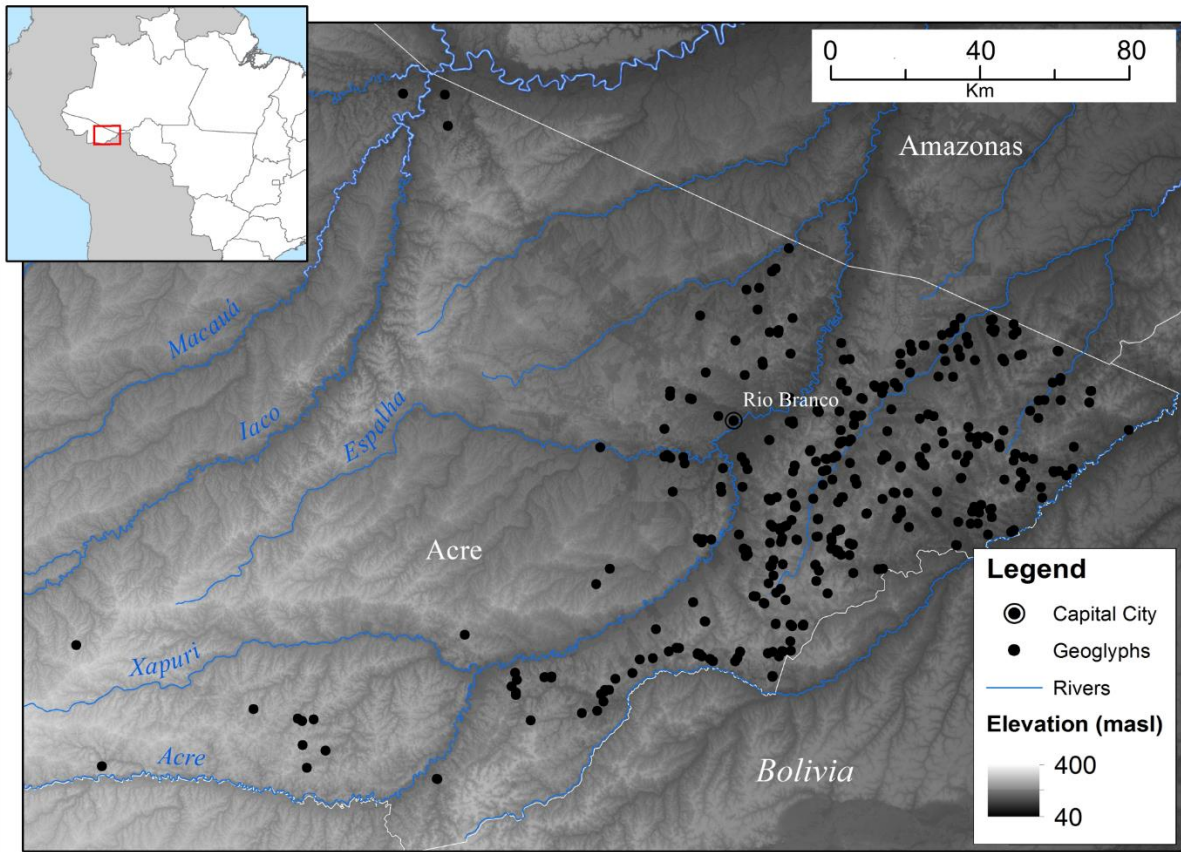 0 40 80
Km
Amazonas
Macauã
Iaco
Espalha
Rio Branco
Acre
Xapuri
Acre
Bolivia
Legend
Capital City
Geoglyphs
Rivers
Elevation (masl)
400
40